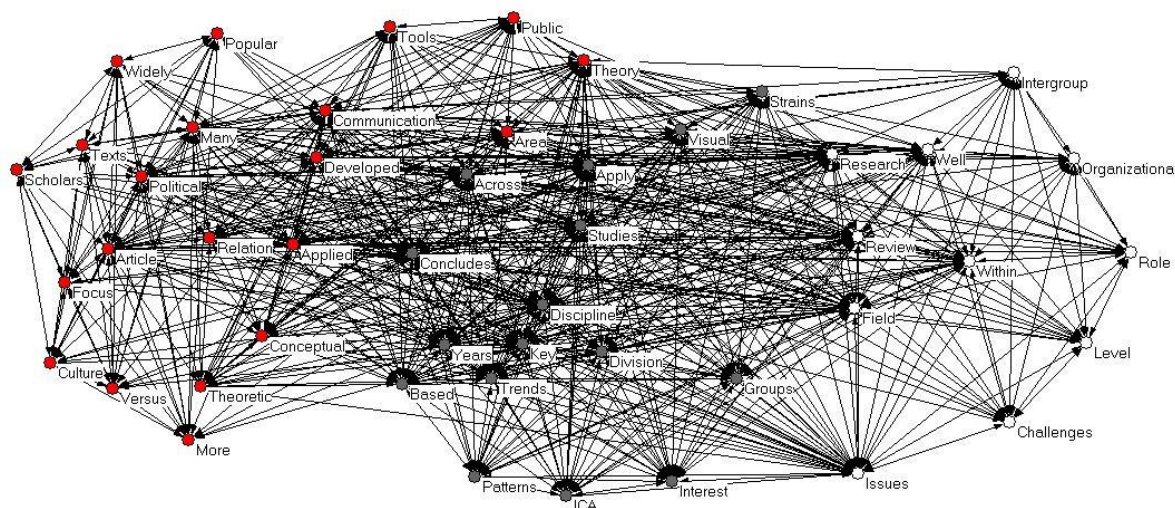 Public
Tools
Popular
Theory
Widely
Intergroup
Strains
Communication
Many
Area
Visual
Texts
Developed
Research
Well
Organizationa
Scholars
Political
Across
Apply
Studies
Relation
Applied
Review
Article
Concludes
Role
Within
Focus
Discipline
Field
Conceptual
Years
Key
Division
Level
Culture
Versus
Theoretic
Based
Trends
Groups
Challenges
More
Patterns
ICA
Interest
Issues